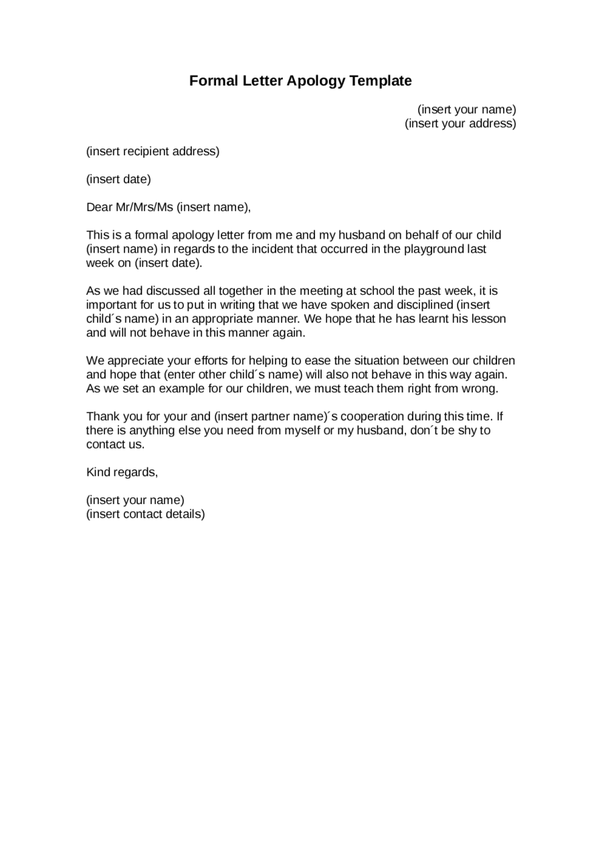 Formal Letter Apology Template
(insert your name)
(insert your address)
(insert recipient address)
(insert date)
Dear Mr/Mrs/Ms (insert name),
This is a formal apology letter from me and my husband on behalf of our child
(insert name) in regards to the incident that occurred in the playground last
week on (insert date).
As we had discussed all together in the meeting at school the past week, it is
important for us to put in writing that we have spoken and disciplined (insert
child´s name) in an appropriate manner. We hope that he has learnt his lesson
and will not behave in this manner again.
We appreciate your efforts for helping to ease the situation between our children
and hope that (enter other child´s name) will also not behave in this way again.
As we set an example for our children, we must teach them right from wrong.
Thank you for your and (insert partner name)´s cooperation during this time. If
there is anything else you need from myself or my husband, don´t be shy to
contact us.
Kind regards,
(insert your name)
(insert contact details)